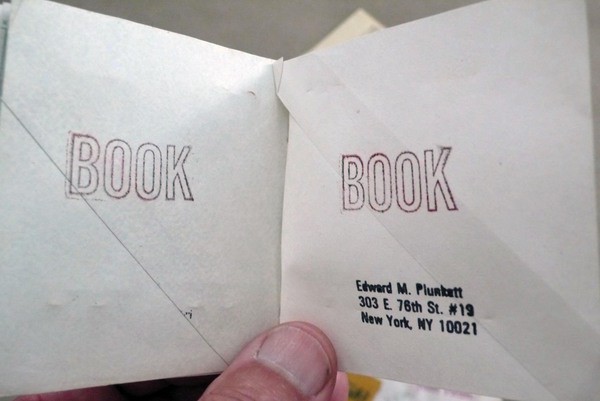 BOOK
BOOK
Edward M. Plunkett
303 E. 76th St. #19
New York, NY 10021